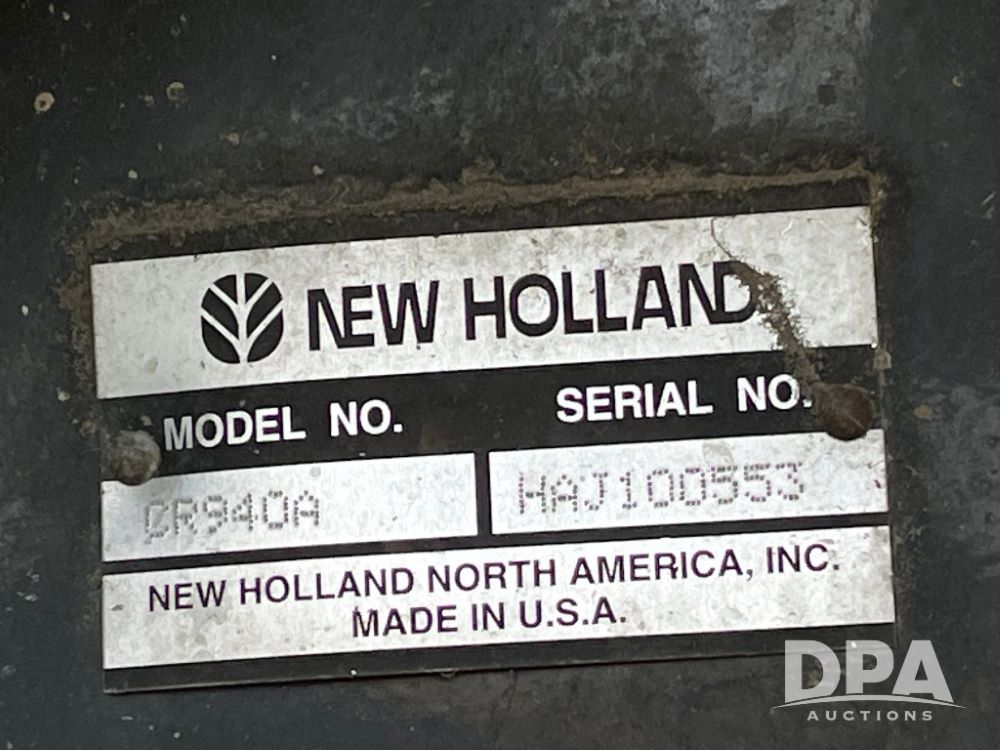 NEW HOLLAND
MODEL NO. SERIAL NO.
CR940A HAJ100553
NEW HOLLAND NORTH AMERICA, INC.
MADE IN U.S.A.
DPA
AUCTIONS